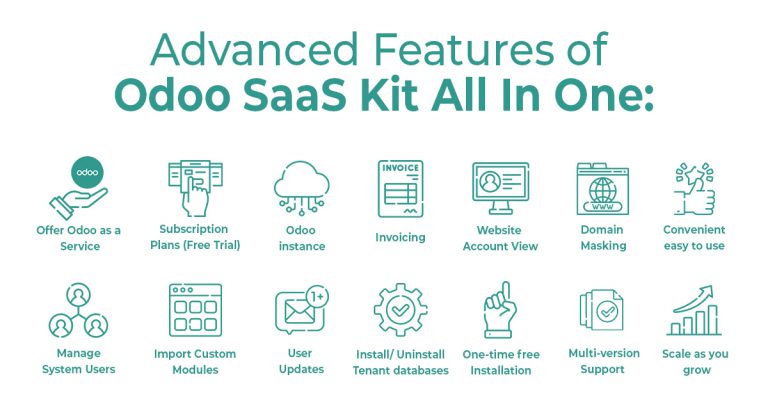 Advanced Features of
Odoo SaaS Kit All In One:
odoo
INVOICE
WWW
Offer Odoo as a
Service
Subscription
Plans (Free Trial)
Odoo
instance
Invoicing
Website
Account View
Domain
Masking
Convenient
easy to use
1+
Manage
System Users
Import Custom
Modules
User
Updates
Install/ Uninstall
Tenant databases
One-time free
Installation
Multi-version
Support
Scale as you
grow